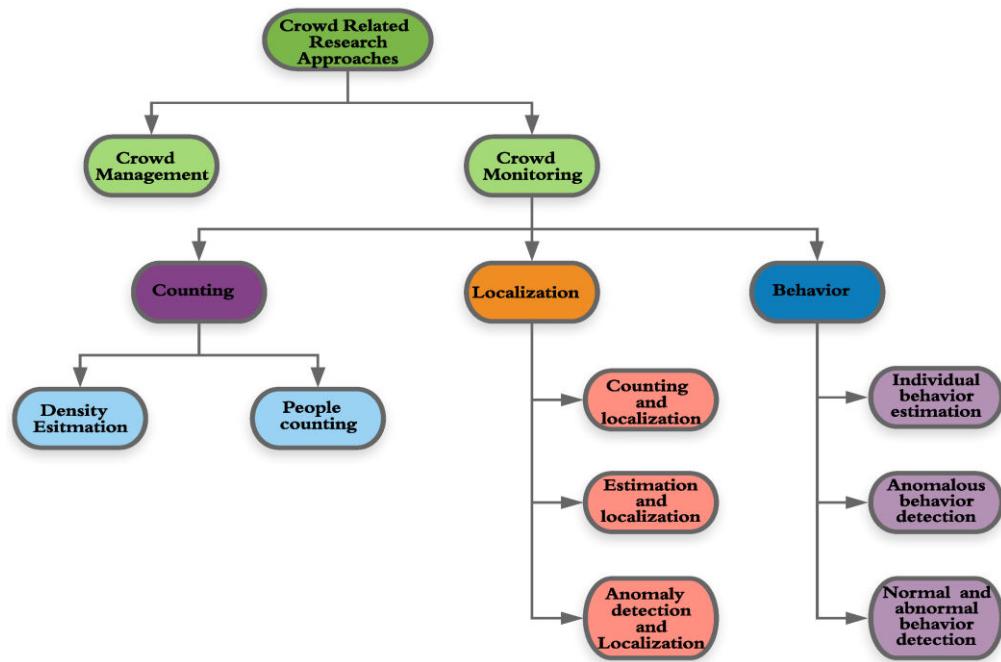 Crowd Related
Research
Approaches
Crowd
Management
Crowd
Monitoring
Counting
Localization
Behavior
Density
Esitmation
People
counting
Counting
and
localization
Individual
behavior
estimation
Estimation
and
localization
Anomalous
behavior
detection
Anomaly
detection
and
Localization
Normal and
abnormal
behavior
detection